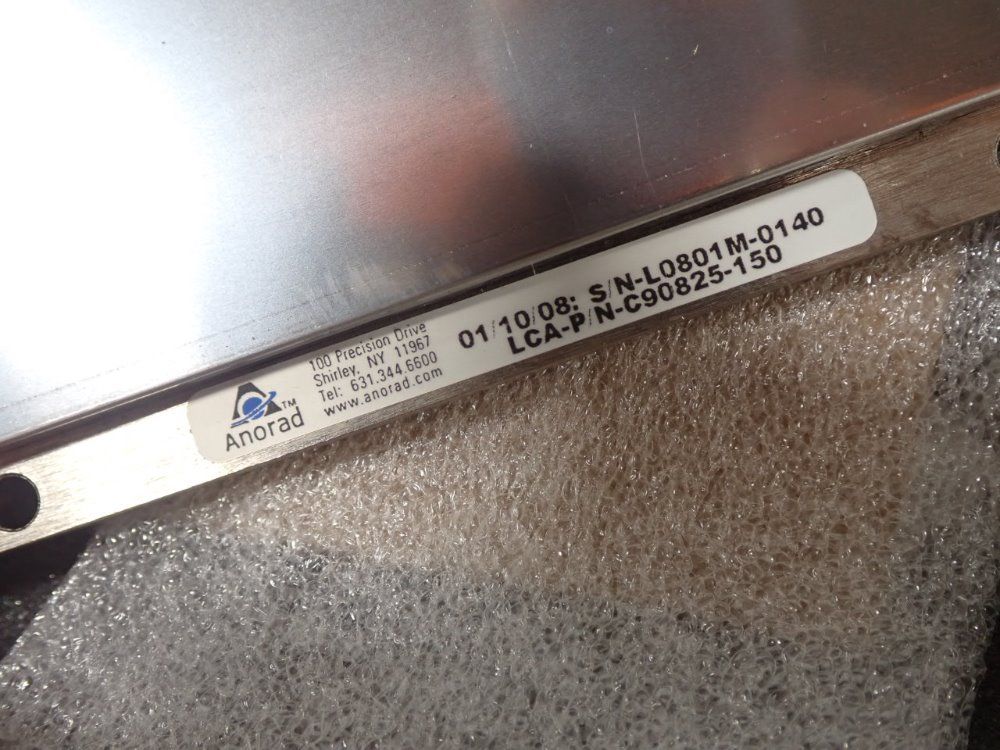 Anorad™
100 Precision Drive
Shirley, NY 11967
Tel: 631.344.6600
www.anorad.com
01/10/08: S/N-L0801M-0140
LCA-P/N-C90825-150